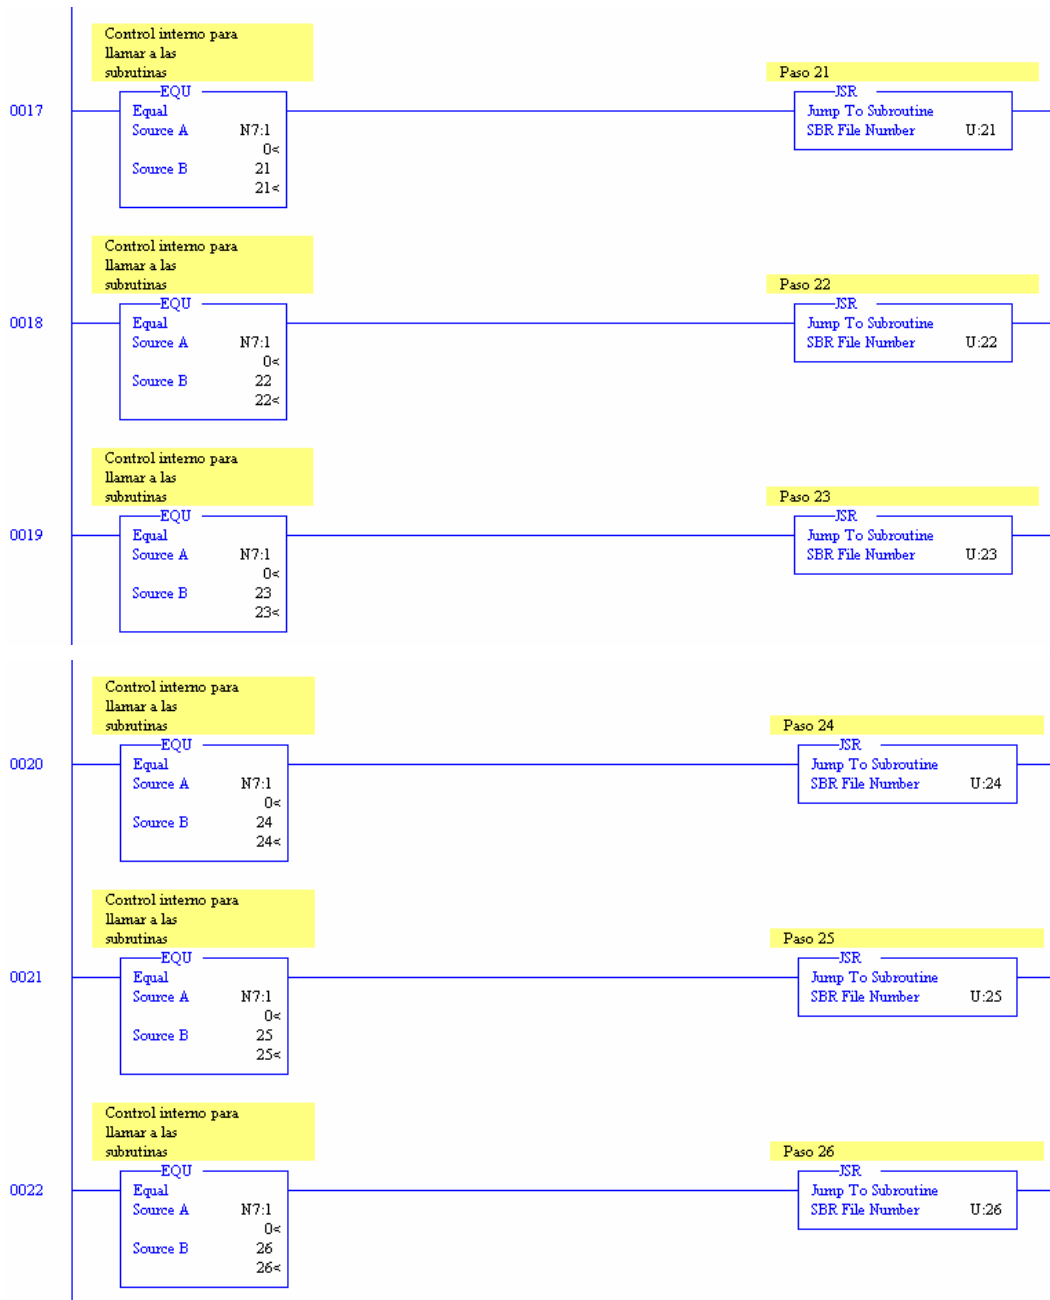 Control interno para
llamar a las
subrutinas
Paso 21
EQU
JSR
0017
Equal
Jump To Subroutine
Source A N7:1
SBR File Number U:21
0<
Source B 21
21<
Control interno para
llamar a las
subrutinas
Paso 22
EQU
JSR
0018
Equal
Jump To Subroutine
Source A N7:1
SBR File Number U:22
0<
Source B 22
22<
Control interno para
llamar a las
subrutinas
Paso 23
EQU
JSR
0019
Equal
Jump To Subroutine
Source A N7:1
SBR File Number U:23
0<
Source B 23
23<
Control interno para
llamar a las
subrutinas
Paso 24
EQU
JSR
0020
Equal
Jump To Subroutine
Source A N7:1
SBR File Number U:24
0<
Source B 24
24<
Control interno para
llamar a las
subrutinas
Paso 25
EQU
JSR
0021
Equal
Jump To Subroutine
Source A N7:1
SBR File Number U:25
0<
Source B 25
25<
Control interno para
llamar a las
subrutinas
Paso 26
EQU
JSR
0022
Equal
Jump To Subroutine
Source A N7:1
SBR File Number U:26
0<
Source B 26
26<